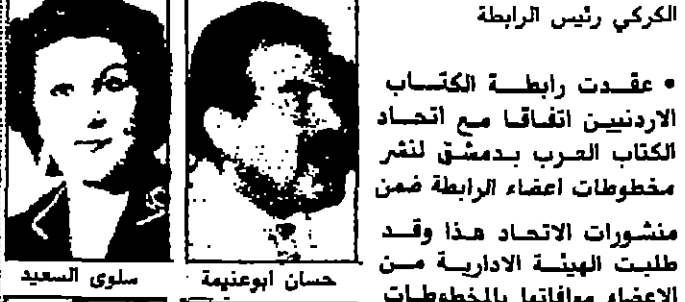 الكركي رئيس الرابطة
• عقدت رابطة الكتاب
الاردنيين اتفاقا مع اتحاد
الكتاب العرب بدمشق لنشر
مخطوطات اعضاء الرابطة ضمن
منشورات الاتحاد هذا وقد
طلبت الهيئة الادارية من
الاعضاء موافاتها بالمخطوطات
حسان ابوغنيمة
سلوى السعيد